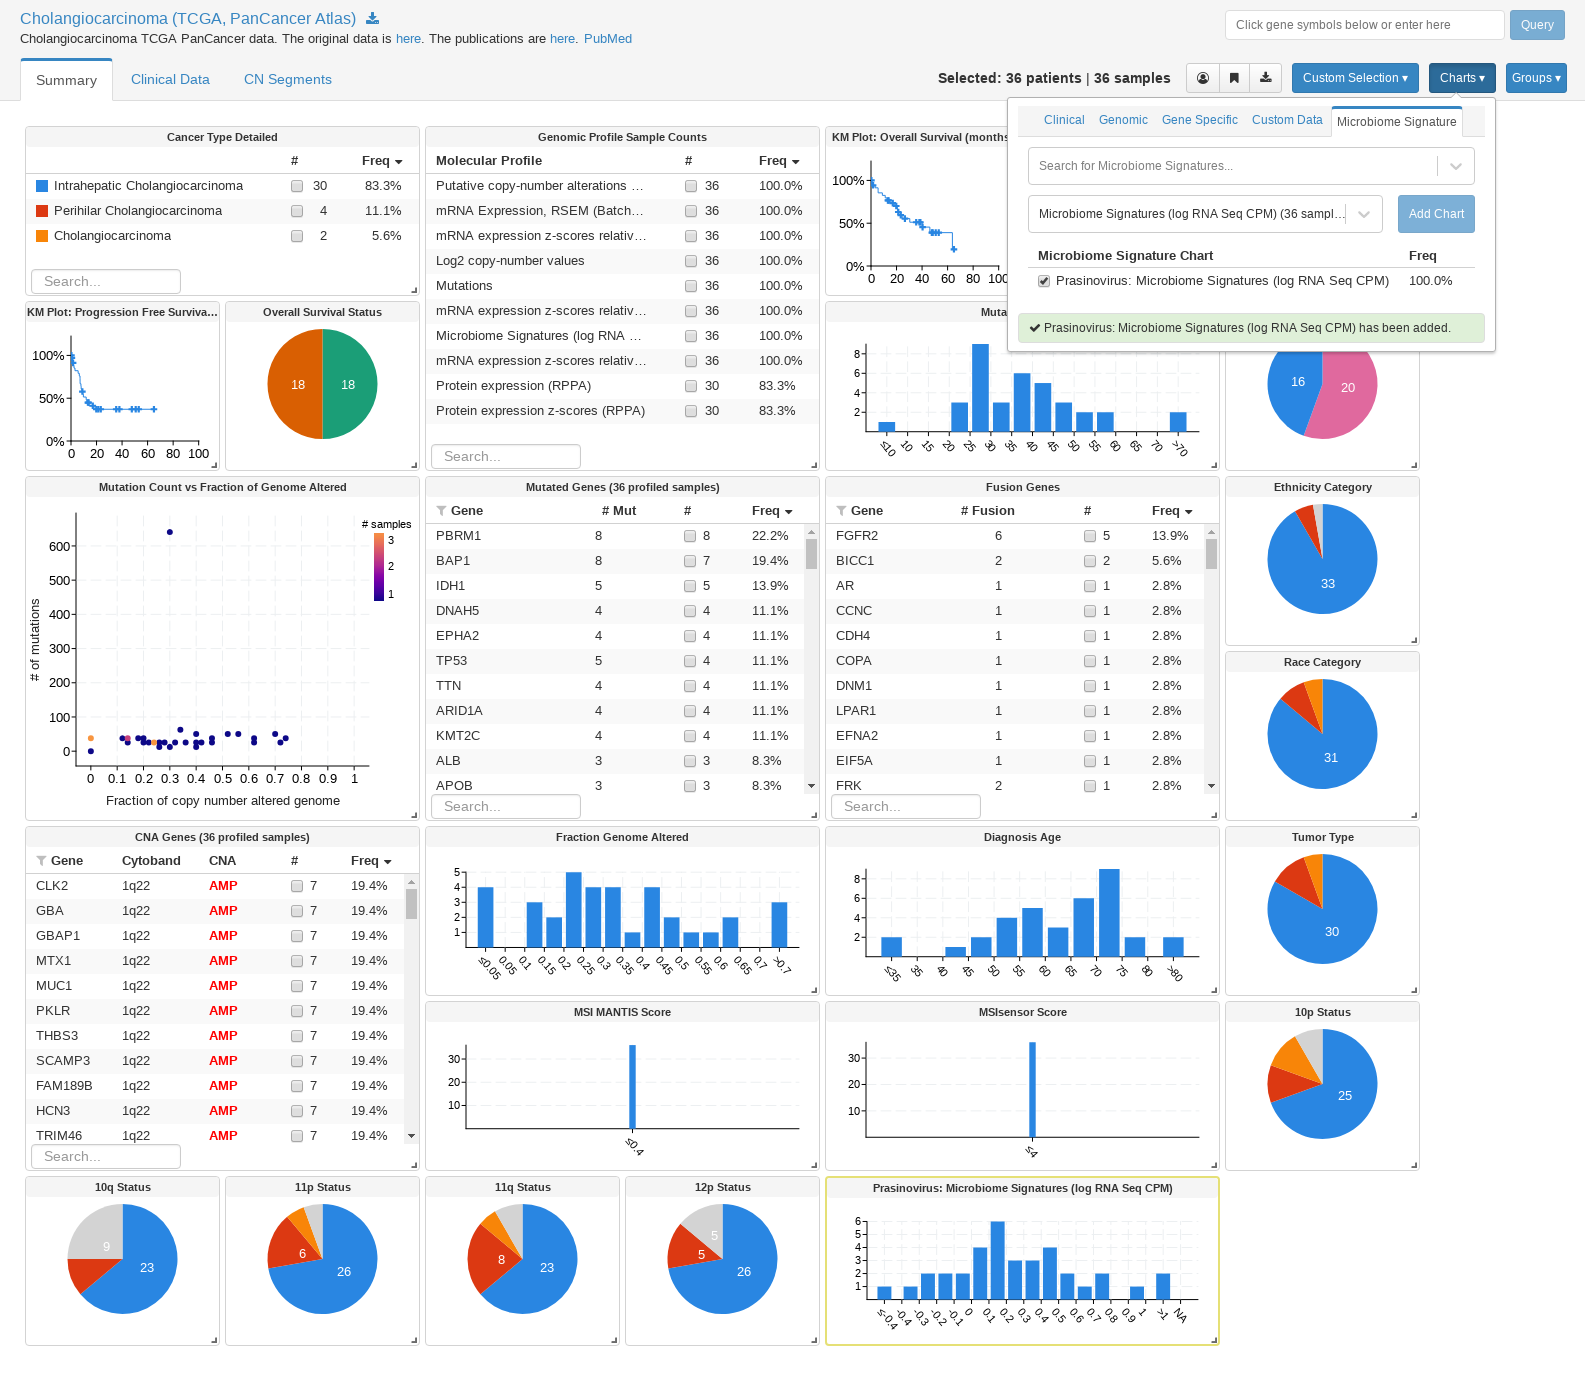 Cholangiocarcinoma (TCGA, PanCancer Atlas)
Cholangiocarcinoma TCGA PanCancer data. The original data is here. The publications are here. PubMed
Click gene symbols below or enter here
Query
Summary
Clinical Data
CN Segments
Selected: 36 patients | 36 samples
Custom Selection ▾
Charts ▾
Groups ▾
Clinical
Genomic
Gene Specific
Custom Data
Microbiome Signature
Search for Microbiome Signatures...
Microbiome Signatures (log RNA Seq CPM) (36 sampl...
Add Chart
Microbiome Signature Chart Freq
Prasinovirus: Microbiome Signatures (log RNA Seq CPM) 100.0%
Prasinovirus: Microbiome Signatures (log RNA Seq CPM) has been added.
Cancer Type Detailed
# Freq
Intrahepatic Cholangiocarcinoma 30 83.3%
Perihilar Cholangiocarcinoma 4 11.1%
Cholangiocarcinoma 2 5.6%
Search...
Genomic Profile Sample Counts
Molecular Profile # Freq
Putative copy-number alterations ... 36 100.0%
mRNA Expression, RSEM (Batch... 36 100.0%
mRNA expression z-scores relativ... 36 100.0%
Log2 copy-number values 36 100.0%
Mutations 36 100.0%
mRNA expression z-scores relativ... 36 100.0%
Microbiome Signatures (log RNA ... 36 100.0%
mRNA expression z-scores relativ... 36 100.0%
Protein expression (RPPA) 30 83.3%
Protein expression z-scores (RPPA) 30 83.3%
Search...
KM Plot: Overall Survival (months
100%
50%
0%
0 20 40 60 80 100
KM Plot: Progression Free Surviva...
100%
50%
0%
0 20 40 60 80 100
Overall Survival Status
18 18
Muta
8
6
4
2
≤10 10 15 20 25 30 35 40 45 50 55 60 65 70 >70
16 20
Mutation Count vs Fraction of Genome Altered
# samples
3
2
1
# of mutations
600
500
400
300
200
100
0
0 0.1 0.2 0.3 0.4 0.5 0.6 0.7 0.8 0.9 1
Fraction of copy number altered genome
Mutated Genes (36 profiled samples)
Gene # Mut # Freq
PBRM1 8 8 22.2%
BAP1 8 7 19.4%
IDH1 5 5 13.9%
DNAH5 4 4 11.1%
EPHA2 4 4 11.1%
TP53 5 4 11.1%
TTN 4 4 11.1%
ARID1A 4 4 11.1%
KMT2C 4 4 11.1%
ALB 3 3 8.3%
APOB 3 3 8.3%
Search...
Fusion Genes
Gene # Fusion # Freq
FGFR2 6 5 13.9%
BICC1 2 2 5.6%
AR 1 1 2.8%
CCNC 1 1 2.8%
CDH4 1 1 2.8%
COPA 1 1 2.8%
DNM1 1 1 2.8%
LPAR1 1 1 2.8%
EFNA2 1 1 2.8%
EIF5A 1 1 2.8%
FRK 2 1 2.8%
Search...
Ethnicity Category
33
Race Category
31
CNA Genes (36 profiled samples)
Gene Cytoband CNA # Freq
CLK2 1q22 AMP 7 19.4%
GBA 1q22 AMP 7 19.4%
GBAP1 1q22 AMP 7 19.4%
MTX1 1q22 AMP 7 19.4%
MUC1 1q22 AMP 7 19.4%
PKLR 1q22 AMP 7 19.4%
THBS3 1q22 AMP 7 19.4%
SCAMP3 1q22 AMP 7 19.4%
FAM189B 1q22 AMP 7 19.4%
HCN3 1q22 AMP 7 19.4%
TRIM46 1q22 AMP 7 19.4%
Search...
Fraction Genome Altered
5
4
3
2
1
≤0.05 0.05 0.1 0.15 0.2 0.25 0.3 0.35 0.4 0.45 0.5 0.55 0.6 0.65 0.7 >0.7
Diagnosis Age
8
6
4
2
≤35 35 40 45 50 55 60 65 70 75 80 >80
Tumor Type
30
MSI MANTIS Score
30
20
10
≤0.4
MSIsensor Score
30
20
10
≤4
10p Status
25
10q Status
9 23
11p Status
6 26
11q Status
8 23
12p Status
5 5 26
Prasinovirus: Microbiome Signatures (log RNA Seq CPM)
6
5
4
3
2
1
≤-0.4 -0.4 -0.3 -0.2 -0.1 0 0.1 0.2 0.3 0.4 0.5 0.6 0.7 0.8 0.9 1 >1 NA